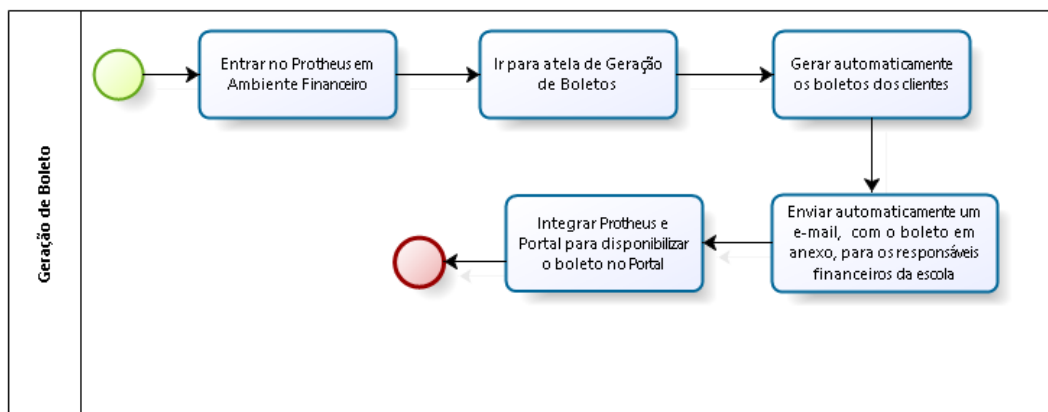 Geração de Boleto
Entrar no Protheus em
Ambiente Financeiro
Ir para a tela de Geração
de Boletos
Gerar automaticamente
os boletos dos clientes
Enviar automaticamente um
e-mail, com o boleto em
anexo, para os responsáveis
financeiros da escola
Integrar Protheus e
Portal para disponibilizar
o boleto no Portal